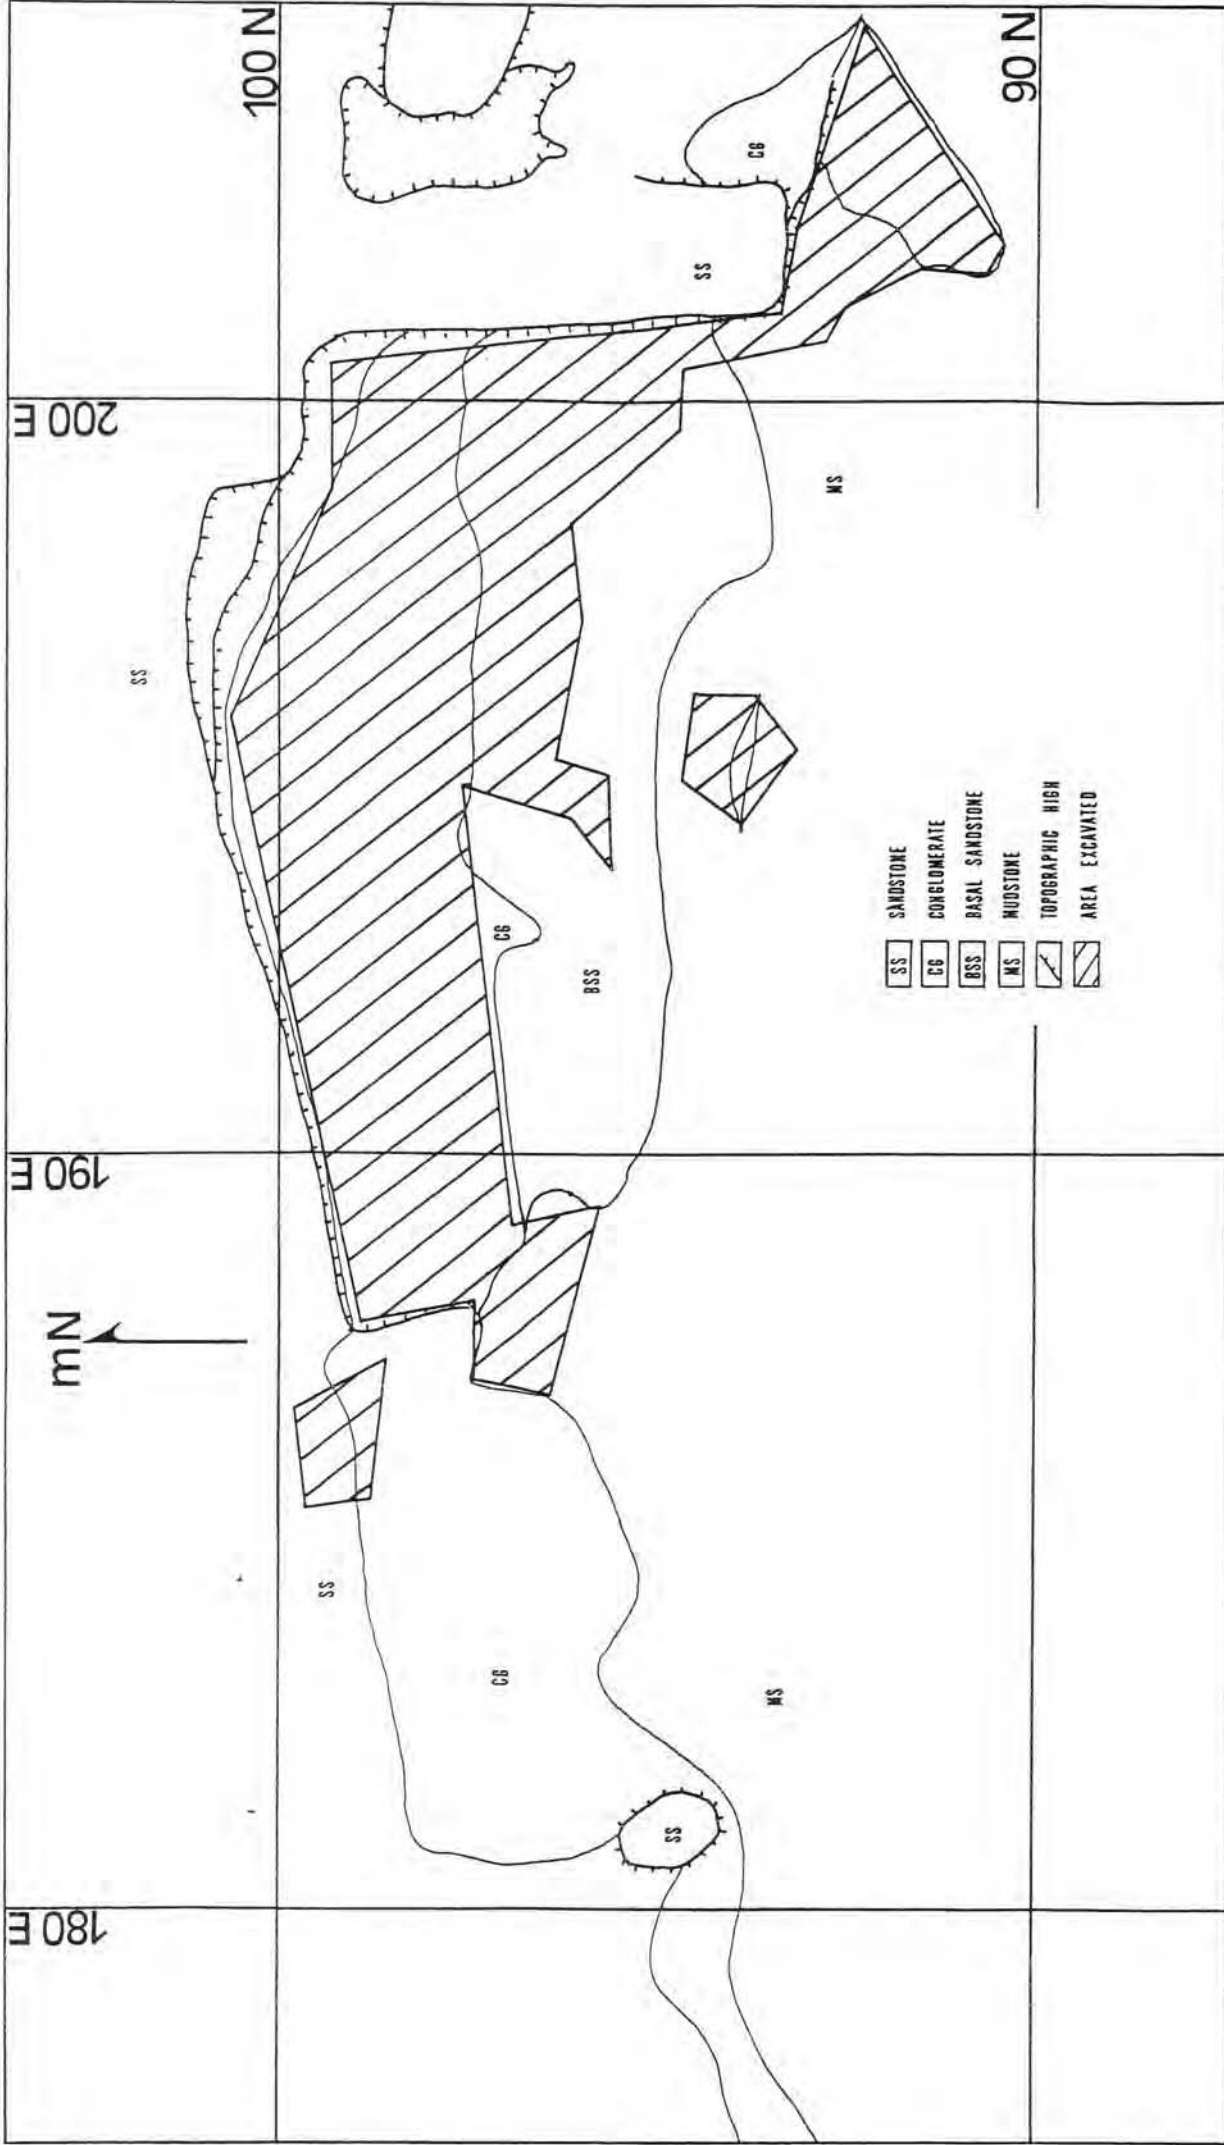 100 N
90 N
200 E
190 E
180 E
mN
SS
SS
CG
SS
MS
CG
BSS
SS
CG
MS
SS
SS SANDSTONE
CG CONGLOMERATE
BSS BASAL SANDSTONE
MS MUDSTONE
TOPOGRAPHIC HIGH
AREA EXCAVATED